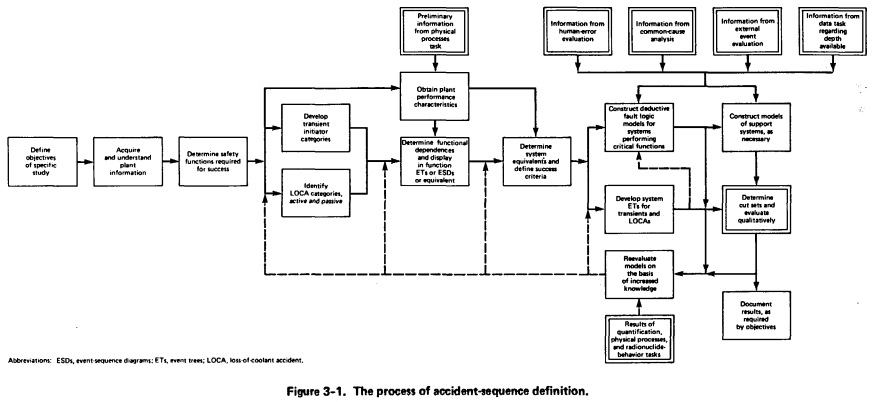 Preliminary
information
from physical
processes
task
Information from
human-error
evaluation
Information from
common-cause
analysis
Information from
external
event
evaluation
Information from
data task
regarding
depth
available
Obtain plant
performance
characteristics
Develop
transient
initiator
categories
Construct deductive
fault logic
models for
systems
performing
critical functions
Construct models
of support
systems, as
necessary
Define
objectives
of specific
study
Acquire
and understand
plant
information
Determine safety
functions required
for success
Determine functional
dependences
and display
in function
ETs or ESDs
or equivalent
Determine
system
equivalents and
define success
criteria
Identify
LOCA categories,
active and passive
Develop system
ETs for
transients and
LOCAs
Determine
cut sets and
evaluate
qualitatively
Reevaluate
models on
the basis
of increased
knowledge
Document
results, as
required
by objectives
Results of
quantification,
physical processes,
and radionuclide-
behavior tasks
Abbreviations: ESDs, event-sequence diagrams; ETs, event trees; LOCA, loss-of-coolant accident.
Figure 3-1. The process of accident-sequence definition.